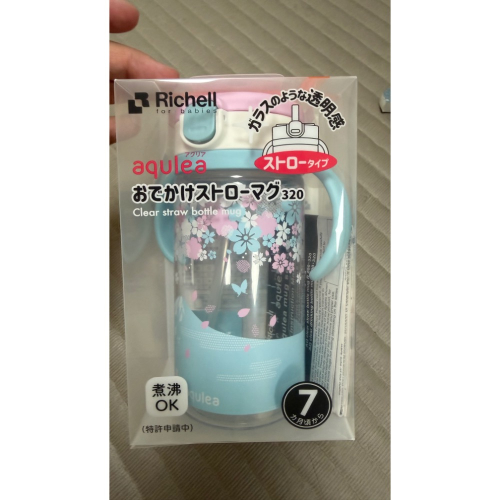 Richell
for babies
ガラスのような透明感
ストロータイプ
アクリア
aqulea
おでかけストローマグ320
Clear straw bottle mug
aqulea
煮沸
OK
(特許申請中)
7
カ月頃から